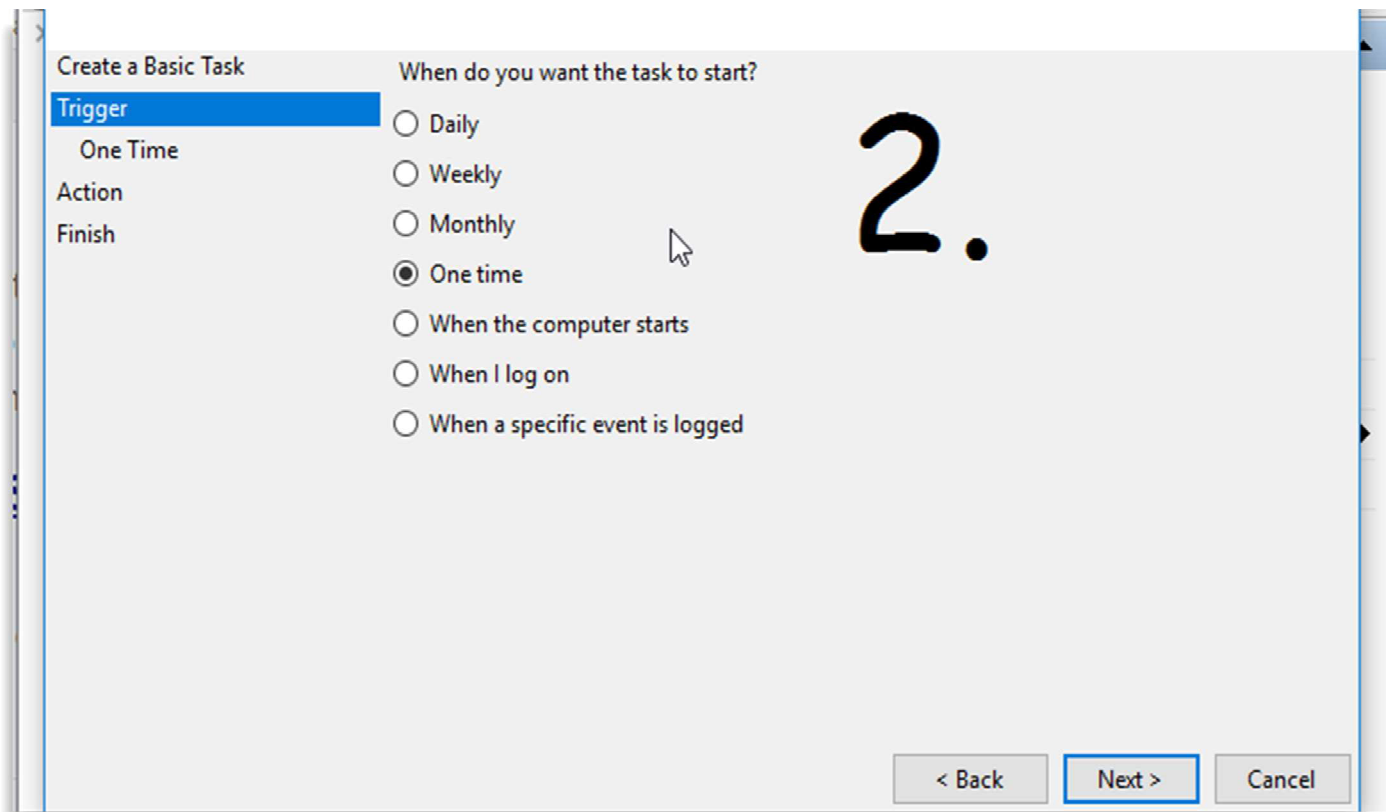 Create a Basic Task
Trigger
One Time
Action
Finish
When do you want the task to start?
Daily
Weekly
Monthly
One time
When the computer starts
When I log on
When a specific event is logged
2.
< Back
Next >
Cancel